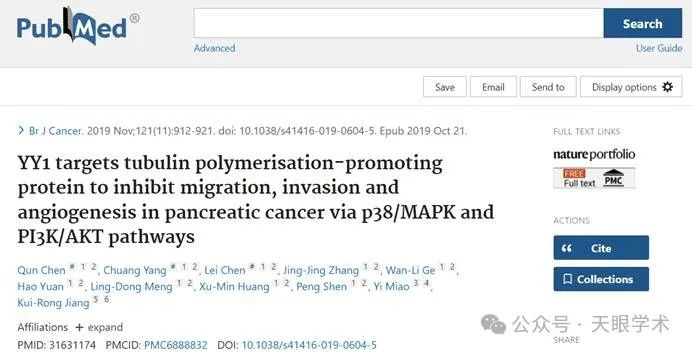 PubMed®
Search
Advanced
User Guide
Save
Email
Send to
Display options
Br J Cancer. 2019 Nov;121(11):912-921. doi: 10.1038/s41416-019-0604-5. Epub 2019 Oct 21.
YY1 targets tubulin polymerisation-promoting
protein to inhibit migration, invasion and
angiogenesis in pancreatic cancer via p38/MAPK and
PI3K/AKT pathways
Qun Chen # 1 2, Chuang Yang # 1 2, Lei Chen # 1 2, Jing-Jing Zhang 1 2, Wan-Li Ge 1 2,
Hao Yuan 1 2, Ling-Dong Meng 1 2, Xu-Min Huang 1 2, Peng Shen 1 2, Yi Miao 3 4,
Kui-Rong Jiang 5 6
Affiliations + expand
PMID: 31631174 PMCID: PMC6888832 DOI: 10.1038/s41416-019-0604-5
FULL TEXT LINKS
natureportfolio
FREE
Full text
PMC
ACTIONS
Cite
Collections
SHARE
公众号 · 天眼学术